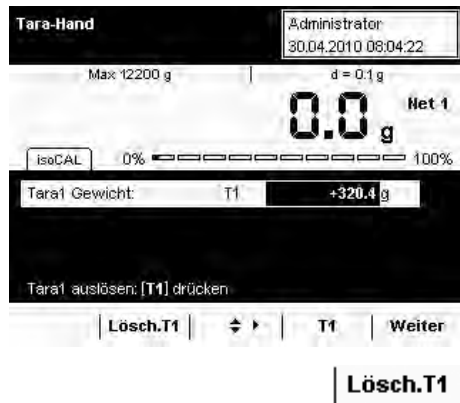 Tara-Hand
Administrator
30.04.2010 08:04:22
Max 12200 g
d = 0.1 g
0.0 g
Net 1
isoCAL 0% 100%
Tara1 Gewicht: T1 +320.4 g
Tara1 auslösen: [T1] drücken
Lösch.T1 T1 Weiter
Lösch.T1